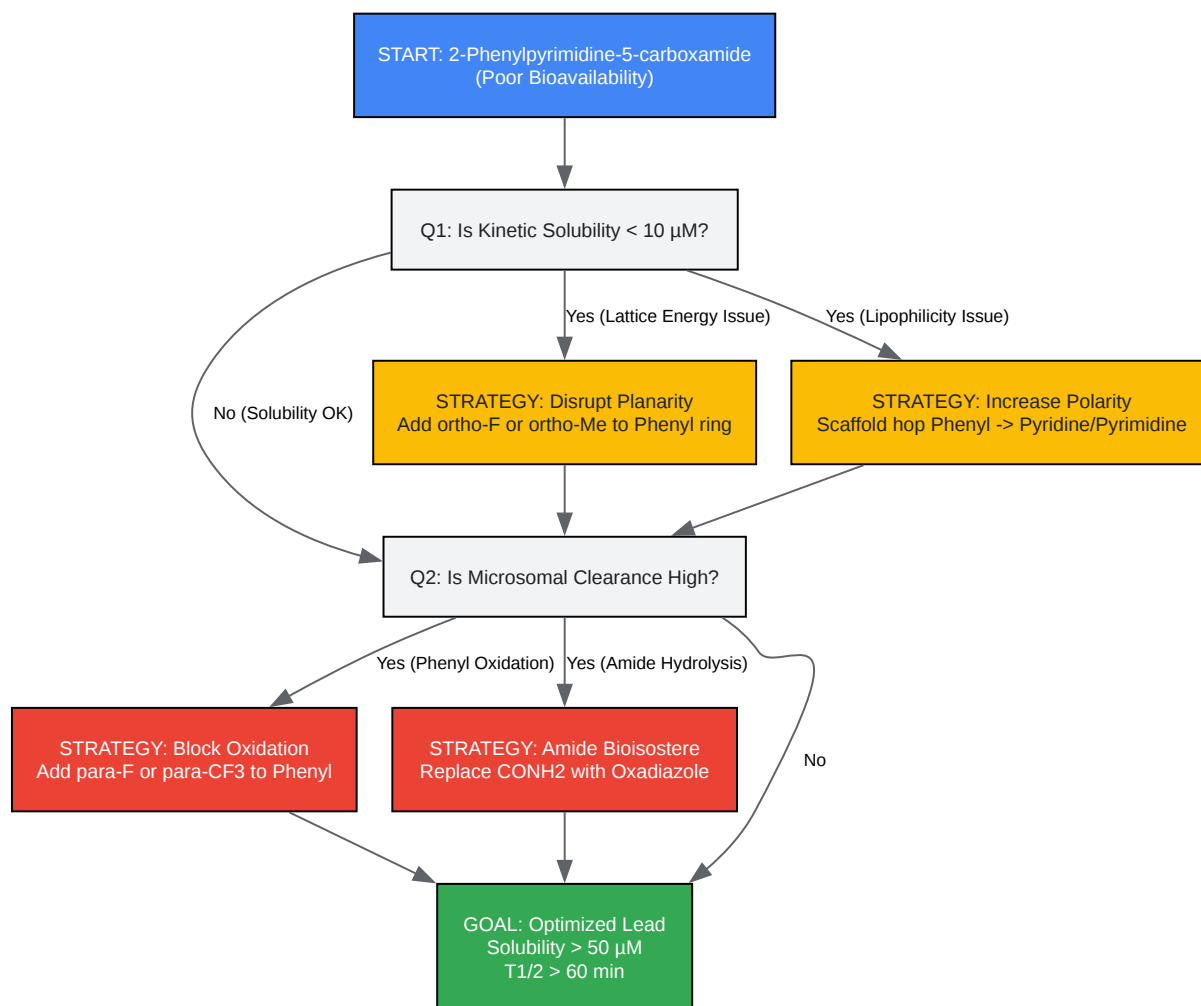 START: 2-Phenylpyrimidine-5-carboxamide
(Poor Bioavailability)
Q1: Is Kinetic Solubility < 10 µM?
Yes (Lattice Energy Issue)
Yes (Lipophilicity Issue)
No (Solubility OK)
STRATEGY: Disrupt Planarity
Add ortho-F or ortho-Me to Phenyl ring
STRATEGY: Increase Polarity
Scaffold hop Phenyl -> Pyridine/Pyrimidine
Q2: Is Microsomal Clearance High?
Yes (Phenyl Oxidation)
Yes (Amide Hydrolysis)
No
STRATEGY: Block Oxidation
Add para-F or para-CF3 to Phenyl
STRATEGY: Amide Bioisostere
Replace CONH2 with Oxadiazole
GOAL: Optimized Lead
Solubility > 50 µM
T1/2 > 60 min